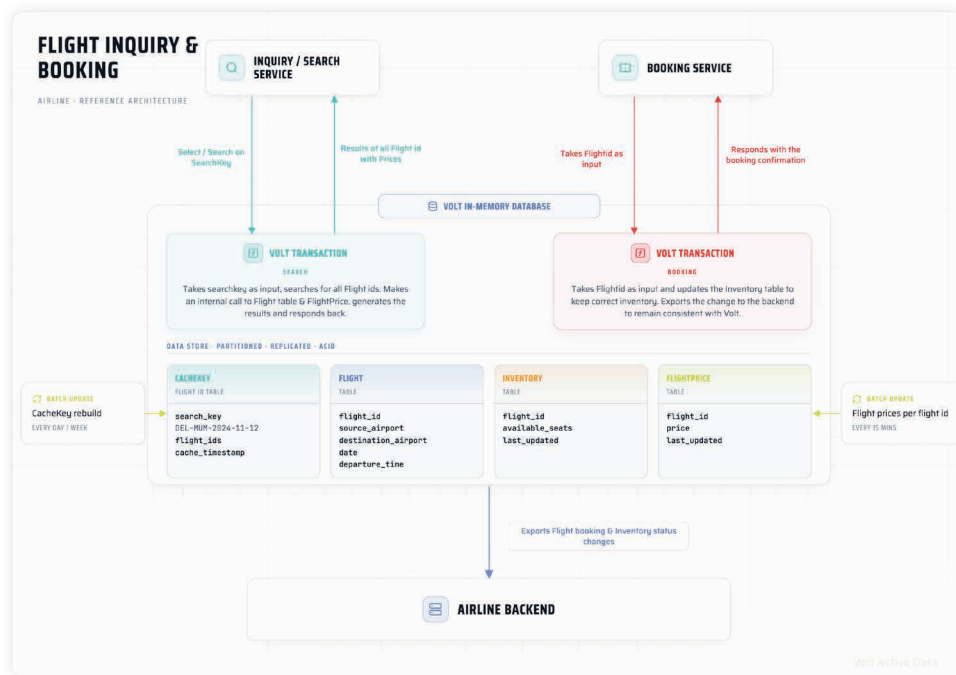 FLIGHT INQUIRY &
BOOKING
AIRLINE - REFERENCE ARCHITECTURE
INQUIRY / SEARCH
SERVICE
BOOKING SERVICE
Select / Search on
SearchKey
Results of all Flight id
with Prices
Takes Flightid as
input
Responds with the
booking confirmation
VOLT IN-MEMORY DATABASE
VOLT TRANSACTION
SEARCH
Takes searchkey as input, searches for all Flight ids. Makes
an internal call to Flight table & FlightPrice, generates the
results and responds back.
VOLT TRANSACTION
BOOKING
Takes Flightid as input and updates the Inventory table to
keep correct inventory. Exports the change to the backend
to remain consistent with Volt.
DATA STORE · PARTITIONED · REPLICATED · ACID
CACHEKEY
FLIGHT ID TABLE
search_key
DEL-MUM-2024-11-12
flight_ids
cache_timestamp
FLIGHT
TABLE
flight_id
source_airport
destination_airport
date
departure_time
INVENTORY
TABLE
flight_id
available_seats
last_updated
FLIGHTPRICE
TABLE
flight_id
price
last_updated
BATCH UPDATE
CacheKey rebuild
EVERY DAY / WEEK
BATCH UPDATE
Flight prices per flight id
EVERY 15 MINS
Exports Flight booking & Inventory status
changes
AIRLINE BACKEND
Volt Active Data